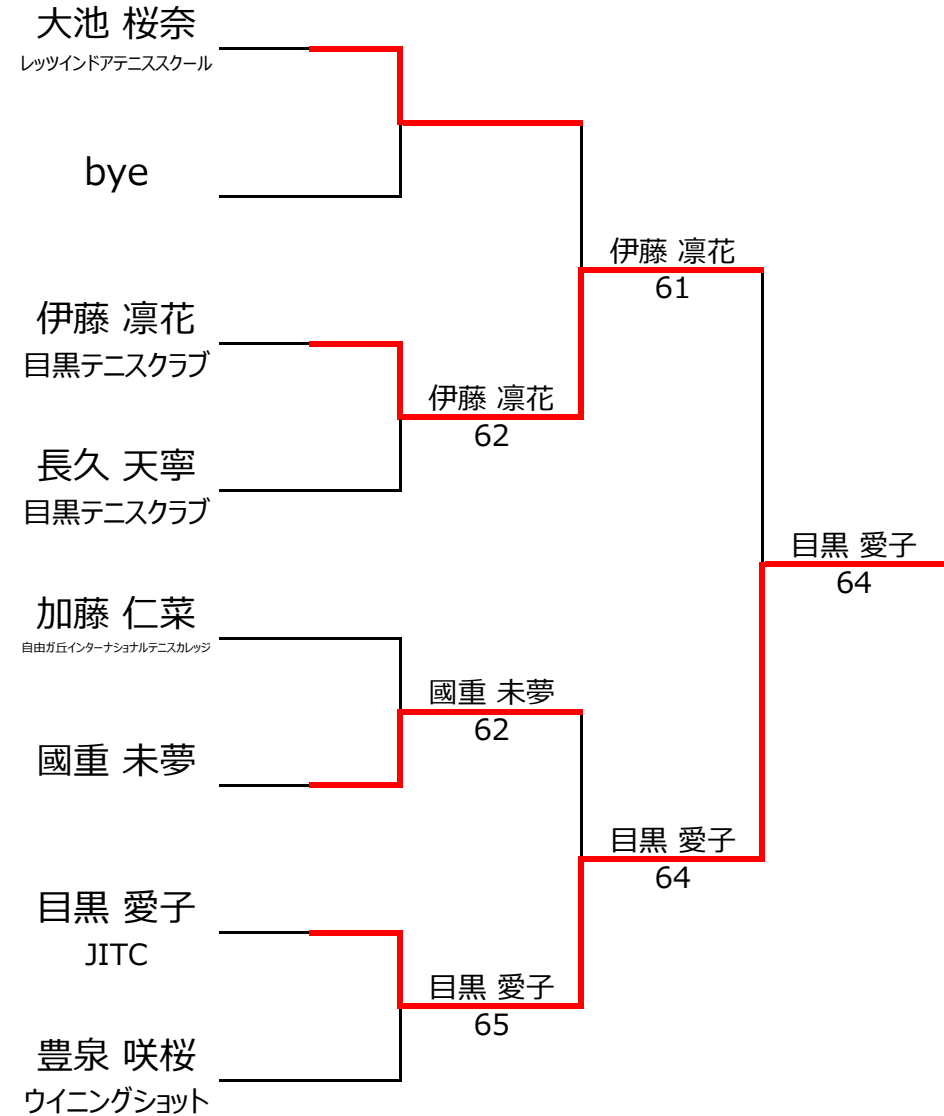 大池 桜奈
レッツインドアテニススクール
bye
伊藤 凛花
61
伊藤 凛花
目黒テニスクラブ
伊藤 凛花
62
長久 天寧
目黒テニスクラブ
目黒 愛子
64
加藤 仁菜
自由ガ丘インターナショナルテニスカレッジ
國重 未夢
62
國重 未夢
目黒 愛子
64
目黒 愛子
JITC
目黒 愛子
65
豊泉 咲桜
ウイニングショット